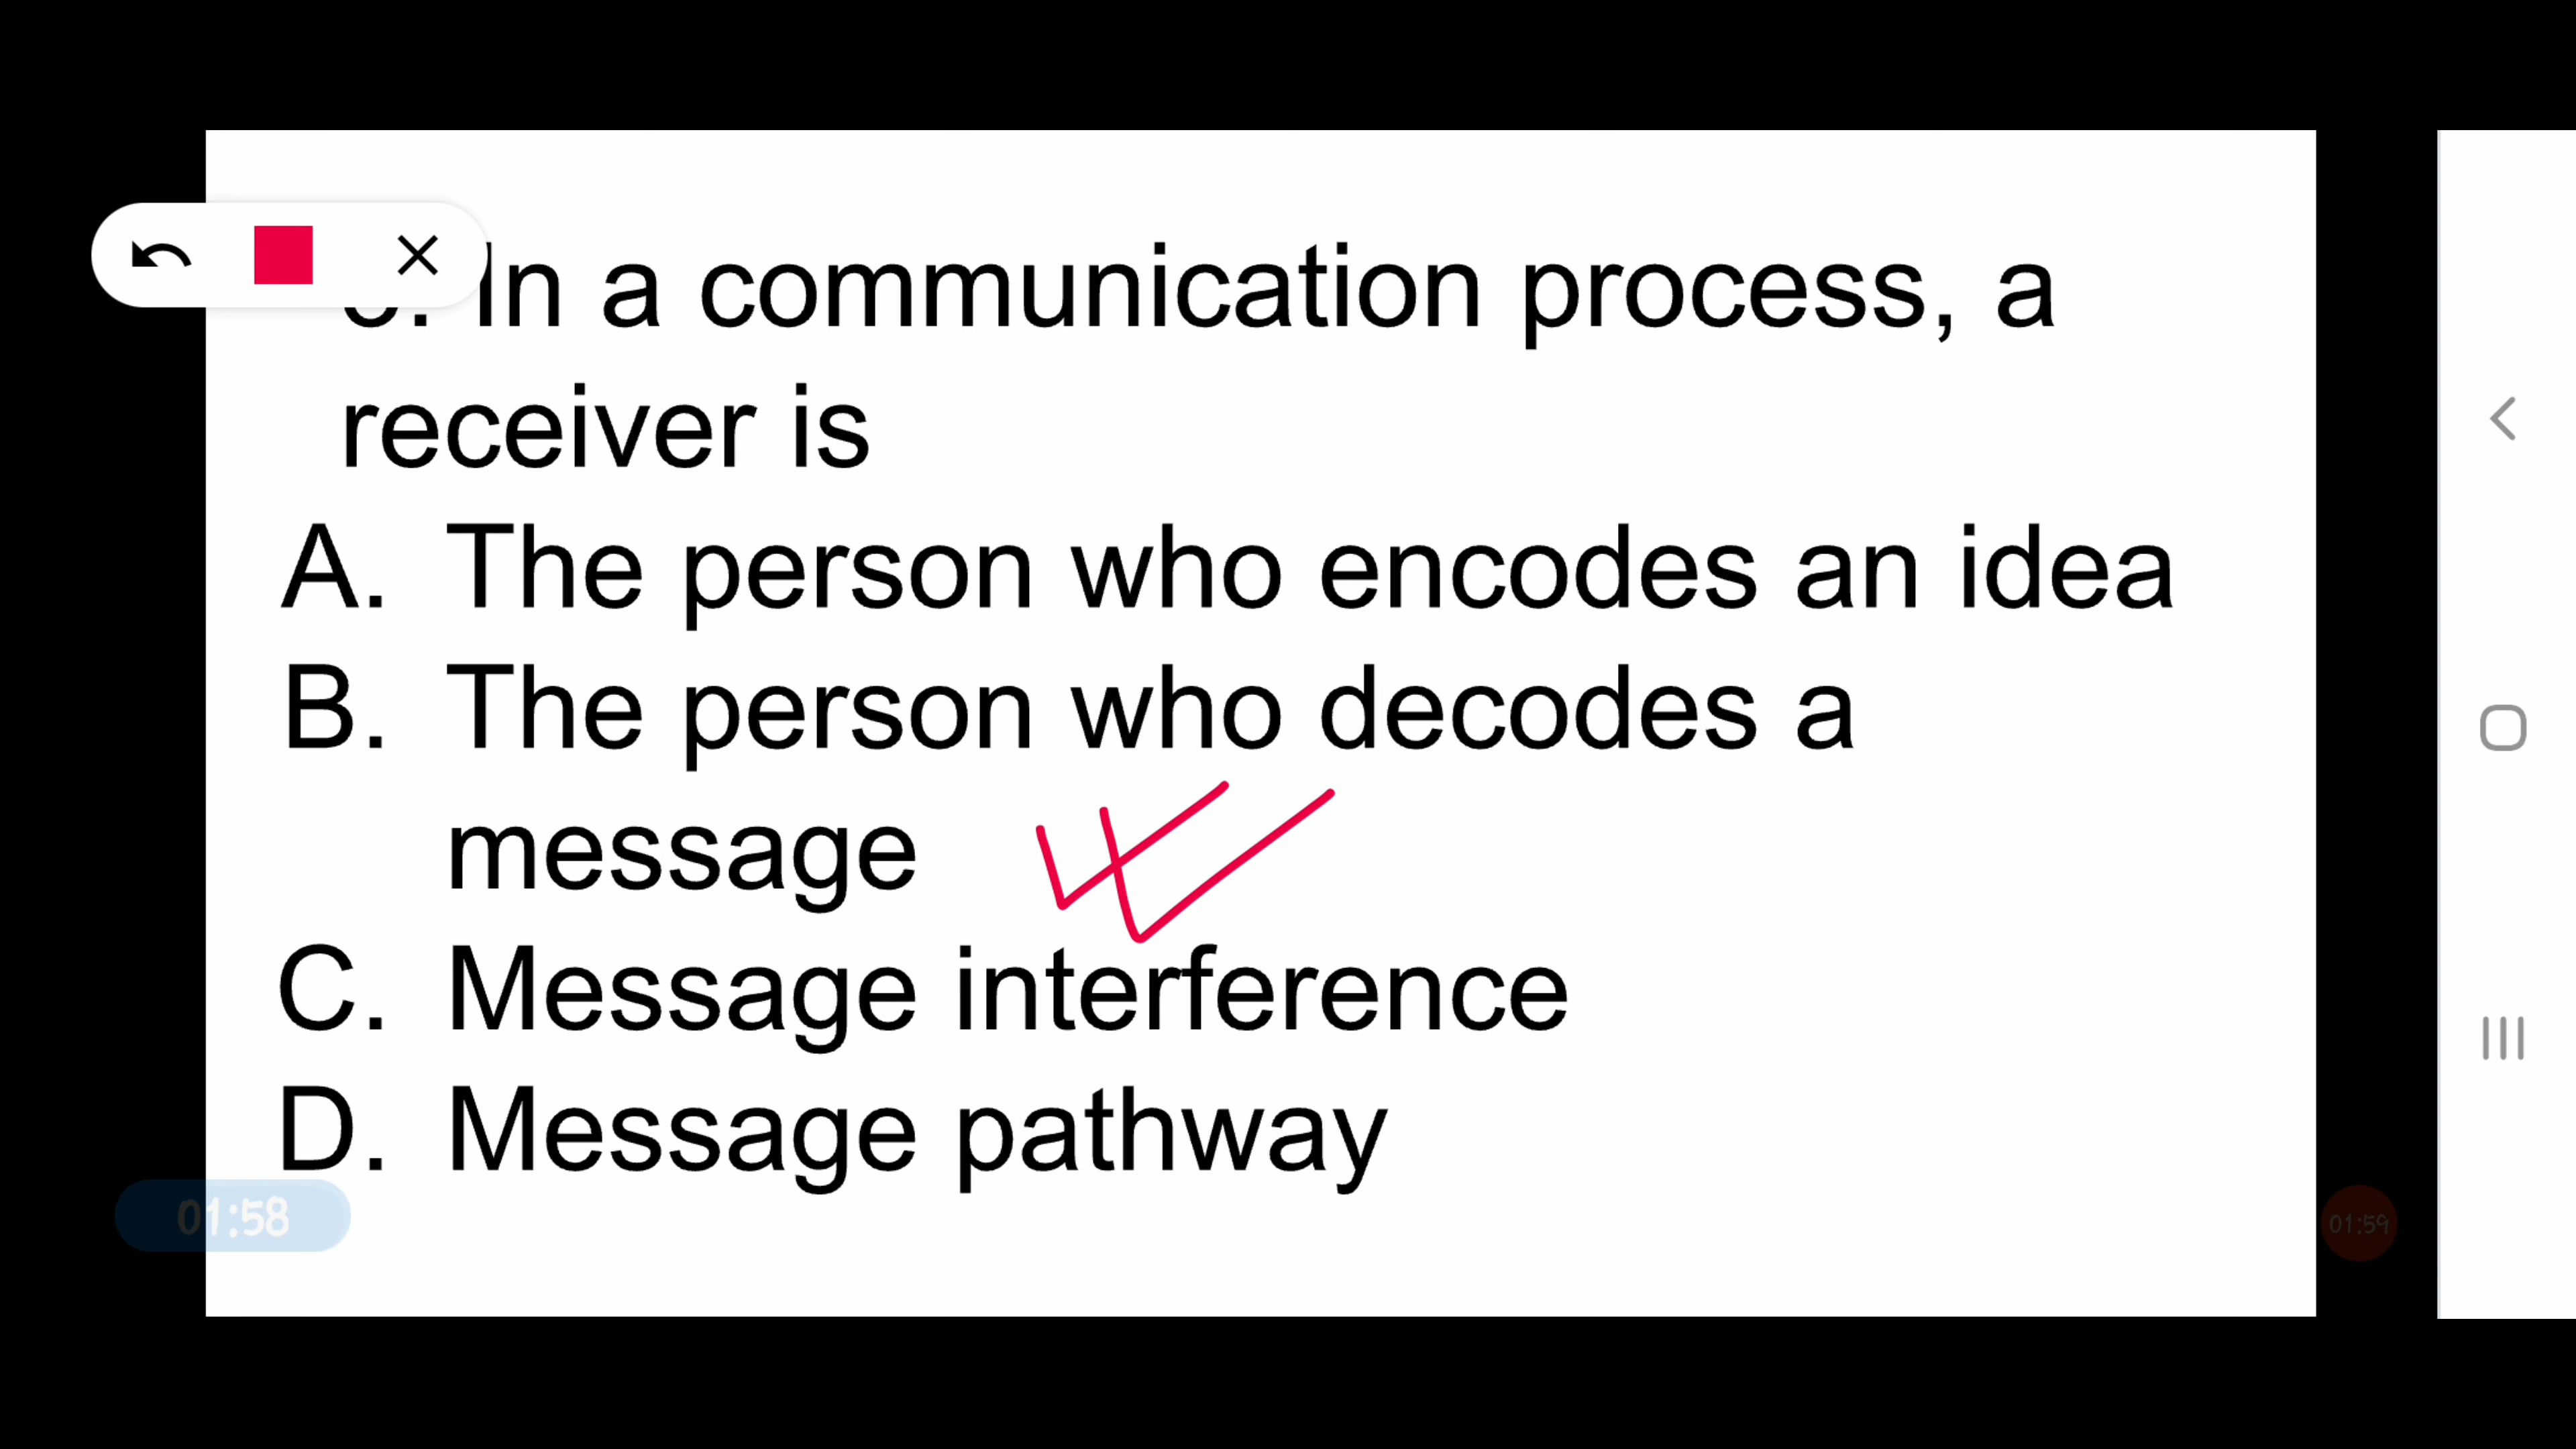 In a communication process, a
receiver is
A. The person who encodes an idea
B. The person who decodes a
message
C. Message interference
D. Message pathway
01:58
01:59